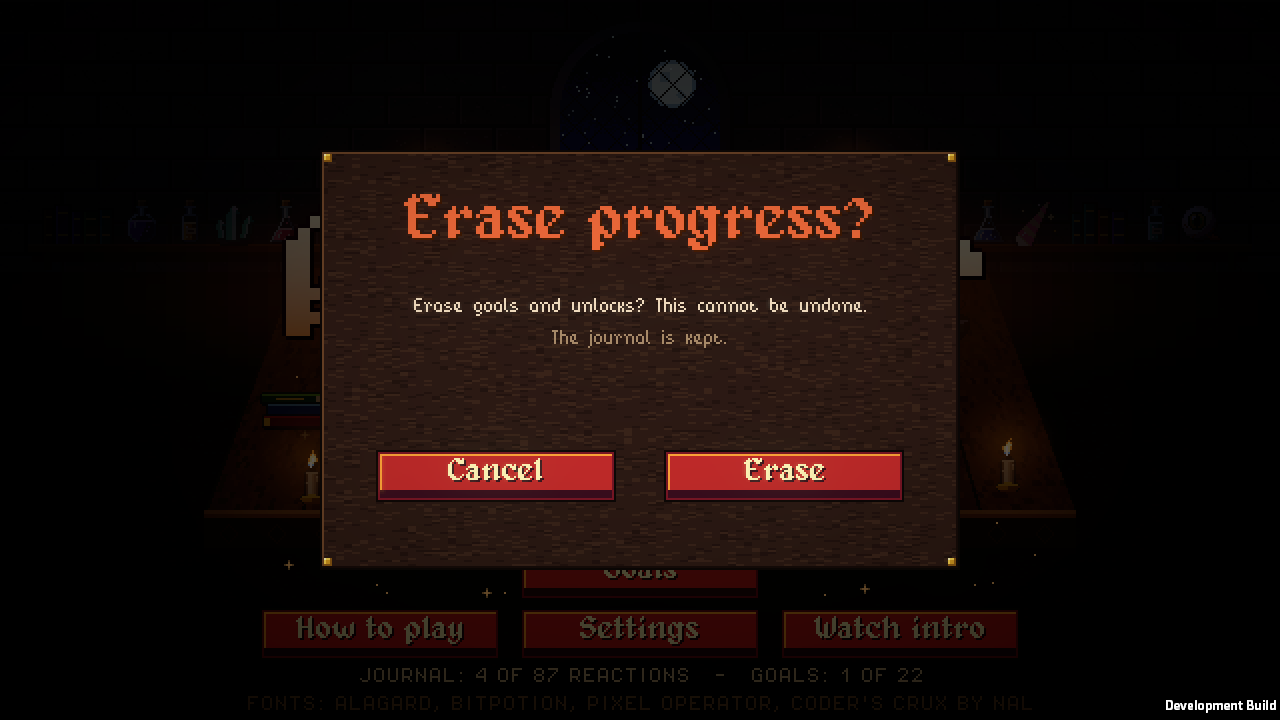 Erase progress?
Erase goals and unlocks? This cannot be undone.
The journal is kept.
Cancel
Erase
Goals
How to play
Settings
Watch intro
JOURNAL: 4 OF 87 REACTIONS - GOALS: 1 OF 22
FONTS: ALAGARD, BITPOTION, PIXEL OPERATOR, CODER'S CRUX BY NAL
Development Build